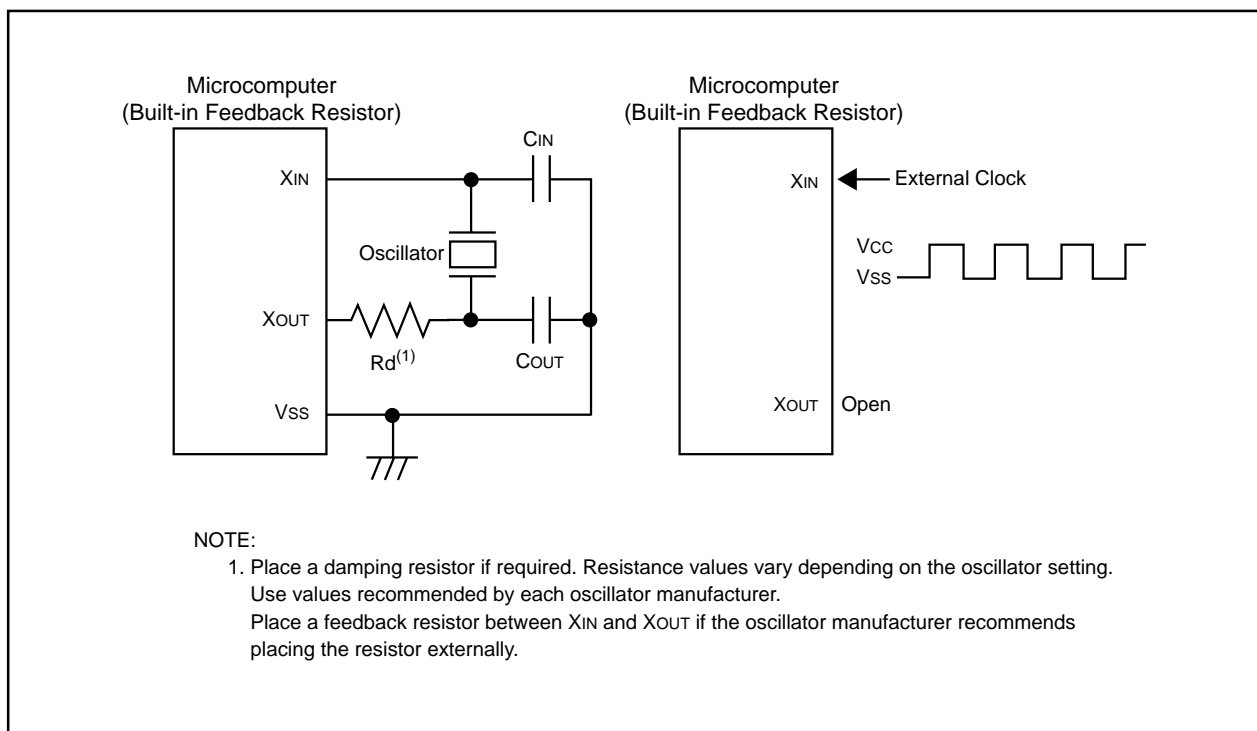 Microcomputer
(Built-in Feedback Resistor)
XIN
CIN
Oscillator
XOUT
Rd(1)
COUT
VSS
Microcomputer
(Built-in Feedback Resistor)
XIN
External Clock
VCC
VSS
XOUT
Open
NOTE:
1. Place a damping resistor if required. Resistance values vary depending on the oscillator setting.
Use values recommended by each oscillator manufacturer.
Place a feedback resistor between XIN and XOUT if the oscillator manufacturer recommends
placing the resistor externally.